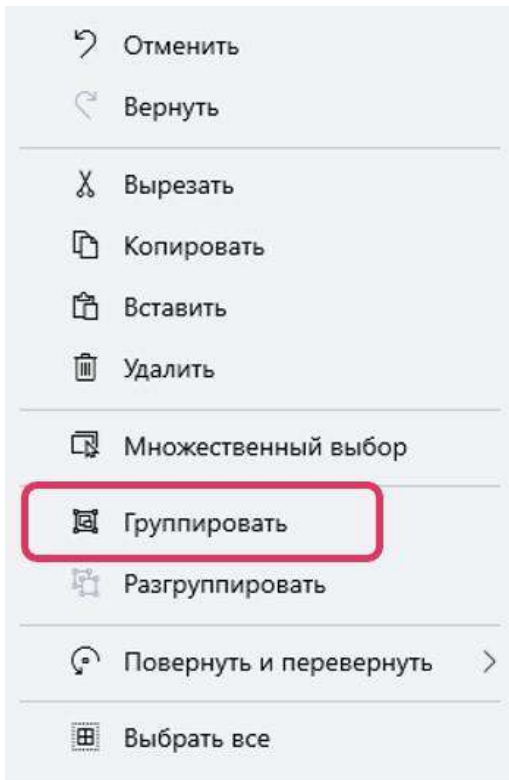 Отменить
Вернуть
Вырезать
Копировать
Вставить
Удалить
Множественный выбор
Группировать
Разгруппировать
Повернуть и перевернуть
Выбрать все